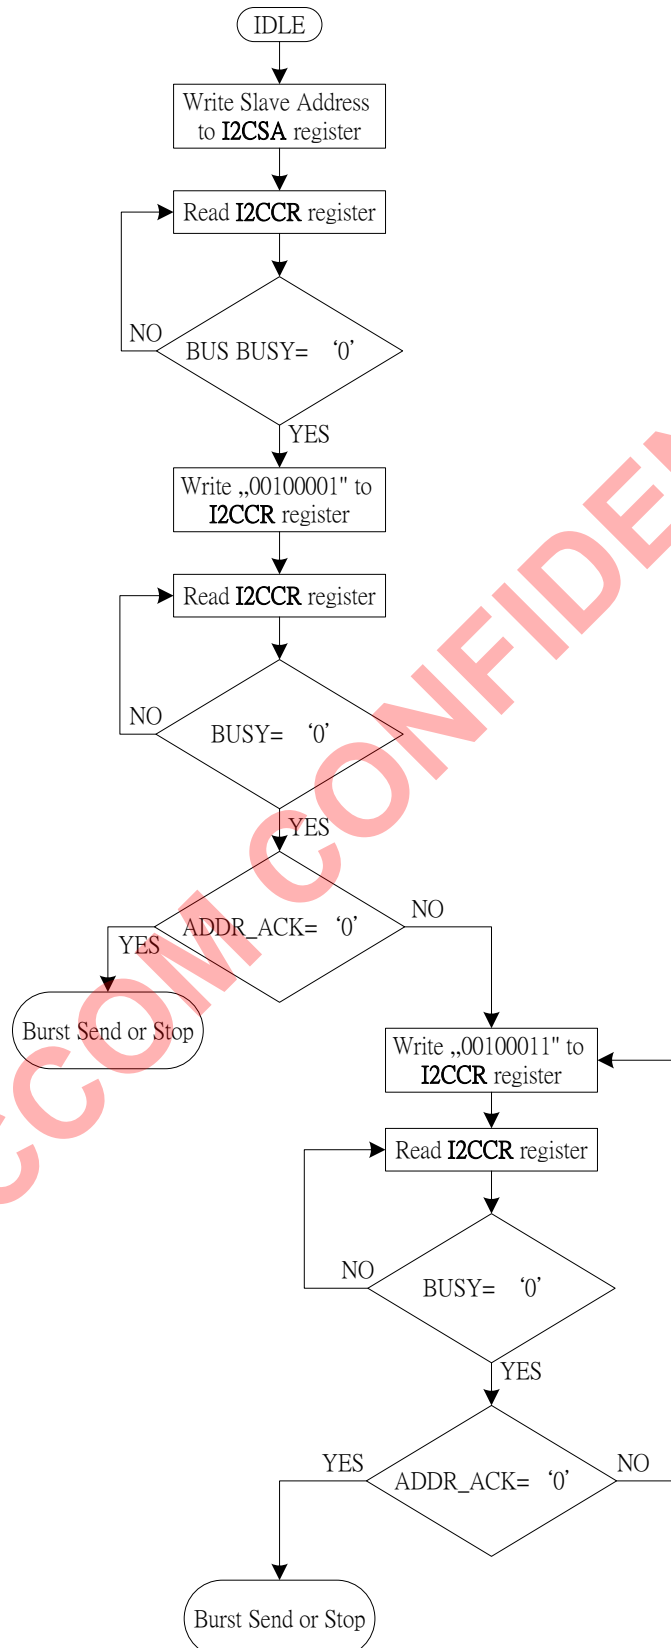 IDLE
Write Slave Address
to I2CSA register
Read I2CCR register
NO
BUS BUSY= ‘0’
YES
Write „00100001" to
I2CCR register
Read I2CCR register
NO
BUSY= ‘0’
YES
ADDR_ACK= ‘0’
NO
YES
Burst Send or Stop
Write „00100011" to
I2CCR register
Read I2CCR register
NO
BUSY= ‘0’
YES
YES
ADDR_ACK= ‘0’
NO
Burst Send or Stop
CCOM CONFIDEN